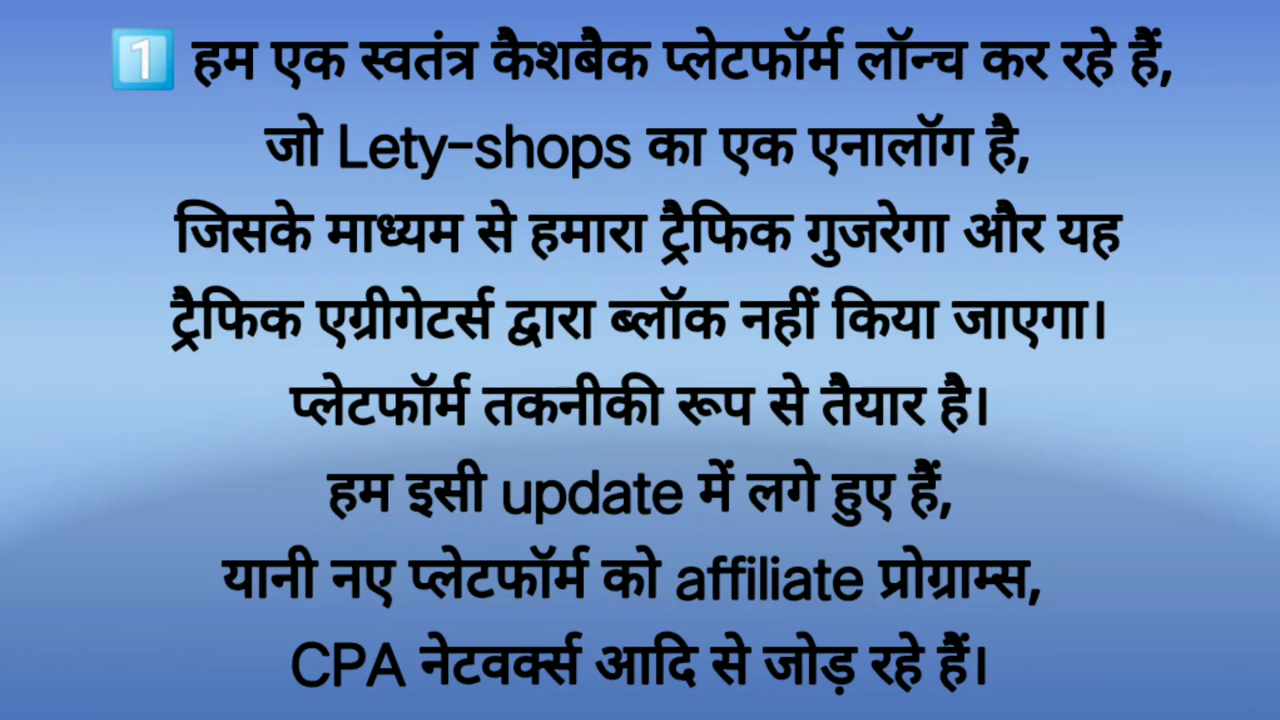 1️⃣ हम एक स्वतंत्र कैशबैक प्लेटफॉर्म लॉन्च कर रहे हैं,
जो Lety-shops का एक एनालॉग है,
जिसके माध्यम से हमारा ट्रैफिक गुजरेगा और यह
ट्रैफिक एग्रीगेटर्स द्वारा ब्लॉक नहीं किया जाएगा।
प्लेटफॉर्म तकनीकी रूप से तैयार है।
हम इसी update में लगे हुए हैं,
यानी नए प्लेटफॉर्म को affiliate प्रोग्राम्स,
CPA नेटवर्क्स आदि से जोड़ रहे हैं।